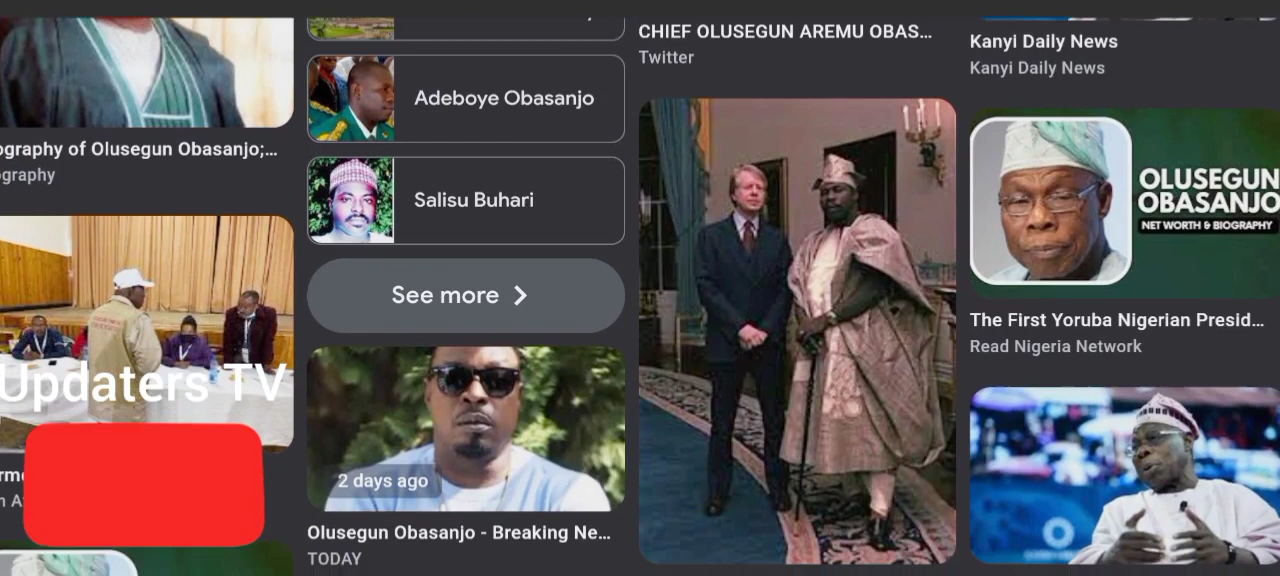 ography of Olusegun Obasanjo;...
ography
Updaters TV
Adeboye Obasanjo
Salisu Buhari
See more
2 days ago
Olusegun Obasanjo - Breaking Ne...
TODAY
CHIEF OLUSEGUN AREMU OBAS...
Twitter
Kanyi Daily News
Kanyi Daily News
OLUSEGUN
OBASANJO
NET WORTH & BIOGRAPHY
The First Yoruba Nigerian Presid...
Read Nigeria Network